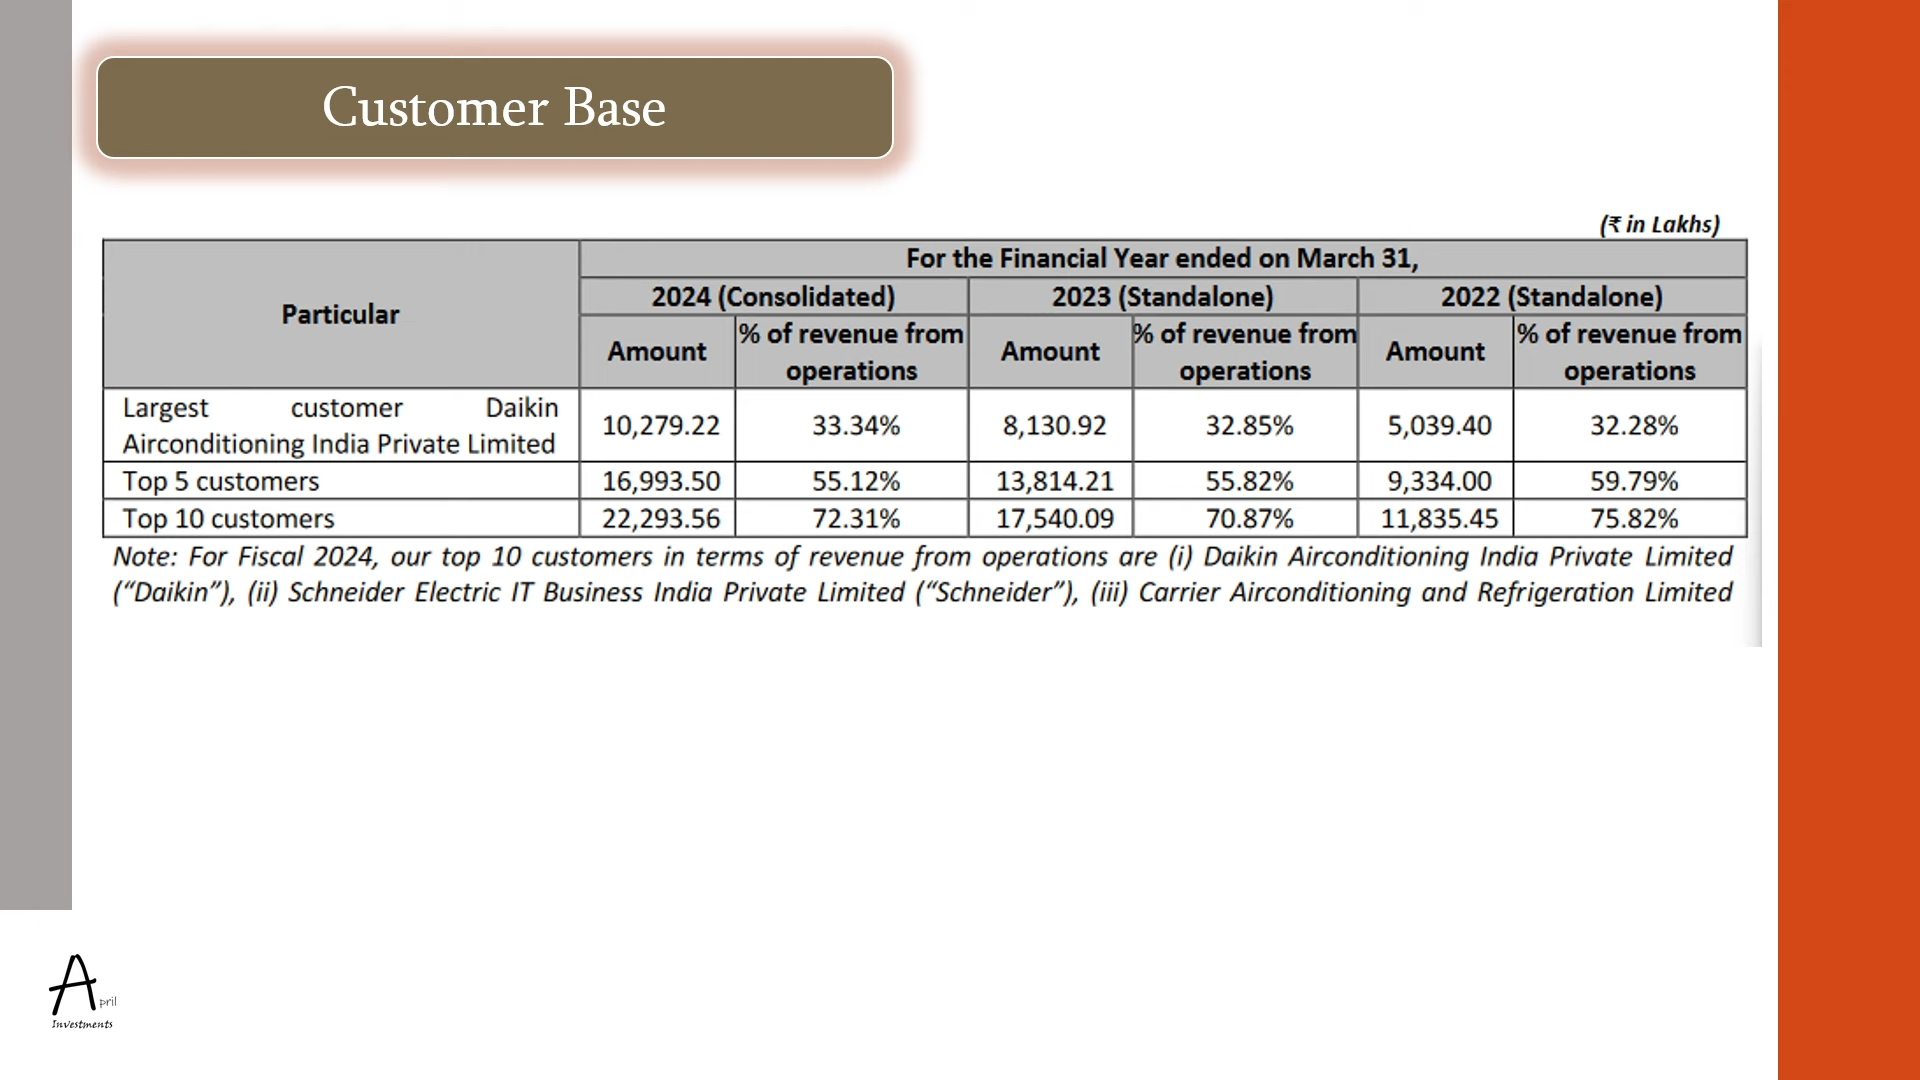 Customer Base
(₹ in Lakhs)
Particular
For the Financial Year ended on March 31,
2024 (Consolidated) 2023 (Standalone) 2022 (Standalone)
Amount % of revenue from operations Amount % of revenue from operations Amount % of revenue from operations
Largest customer Daikin
Airconditioning India Private Limited 10,279.22 33.34% 8,130.92 32.85% 5,039.40 32.28%
Top 5 customers 16,993.50 55.12% 13,814.21 55.82% 9,334.00 59.79%
Top 10 customers 22,293.56 72.31% 17,540.09 70.87% 11,835.45 75.82%
Note: For Fiscal 2024, our top 10 customers in terms of revenue from operations are (i) Daikin Airconditioning India Private Limited
(“Daikin”), (ii) Schneider Electric IT Business India Private Limited (“Schneider”), (iii) Carrier Airconditioning and Refrigeration Limited
April
Investments